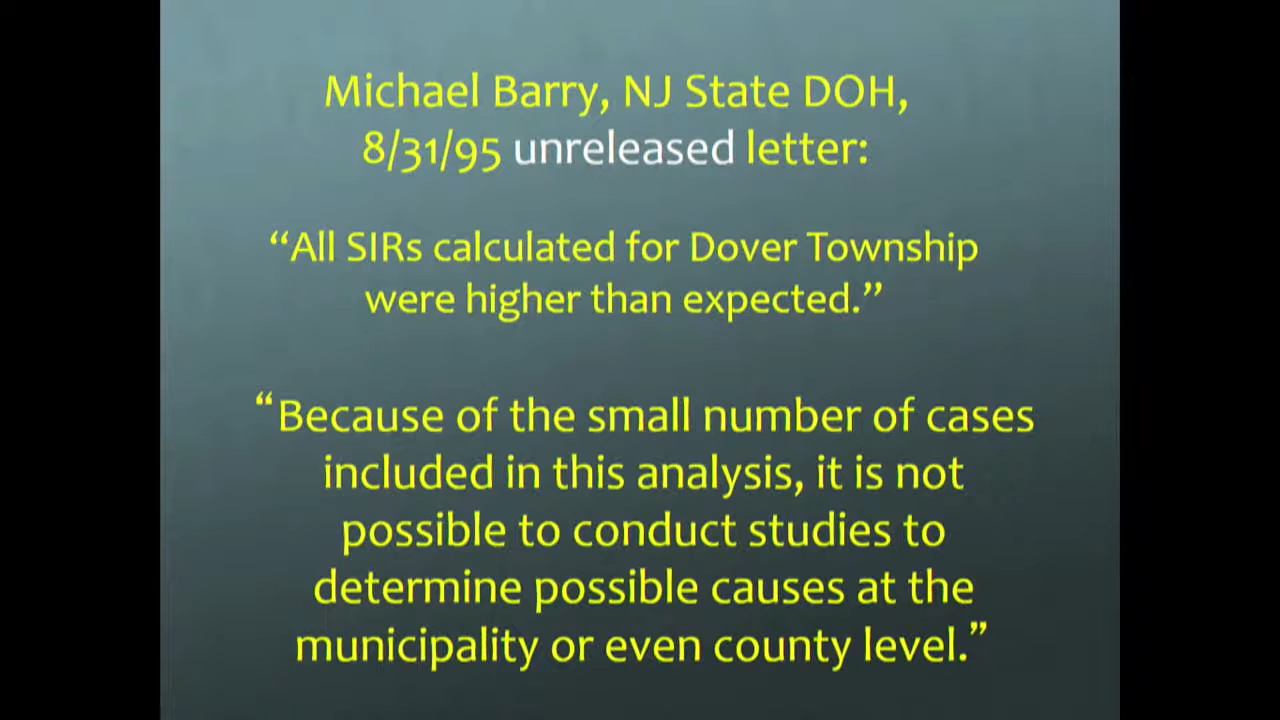 Michael Barry, NJ State DOH,
8/31/95 unreleased letter:
“All SIRs calculated for Dover Township
were higher than expected.”
“Because of the small number of cases
included in this analysis, it is not
possible to conduct studies to
determine possible causes at the
municipality or even county level.”